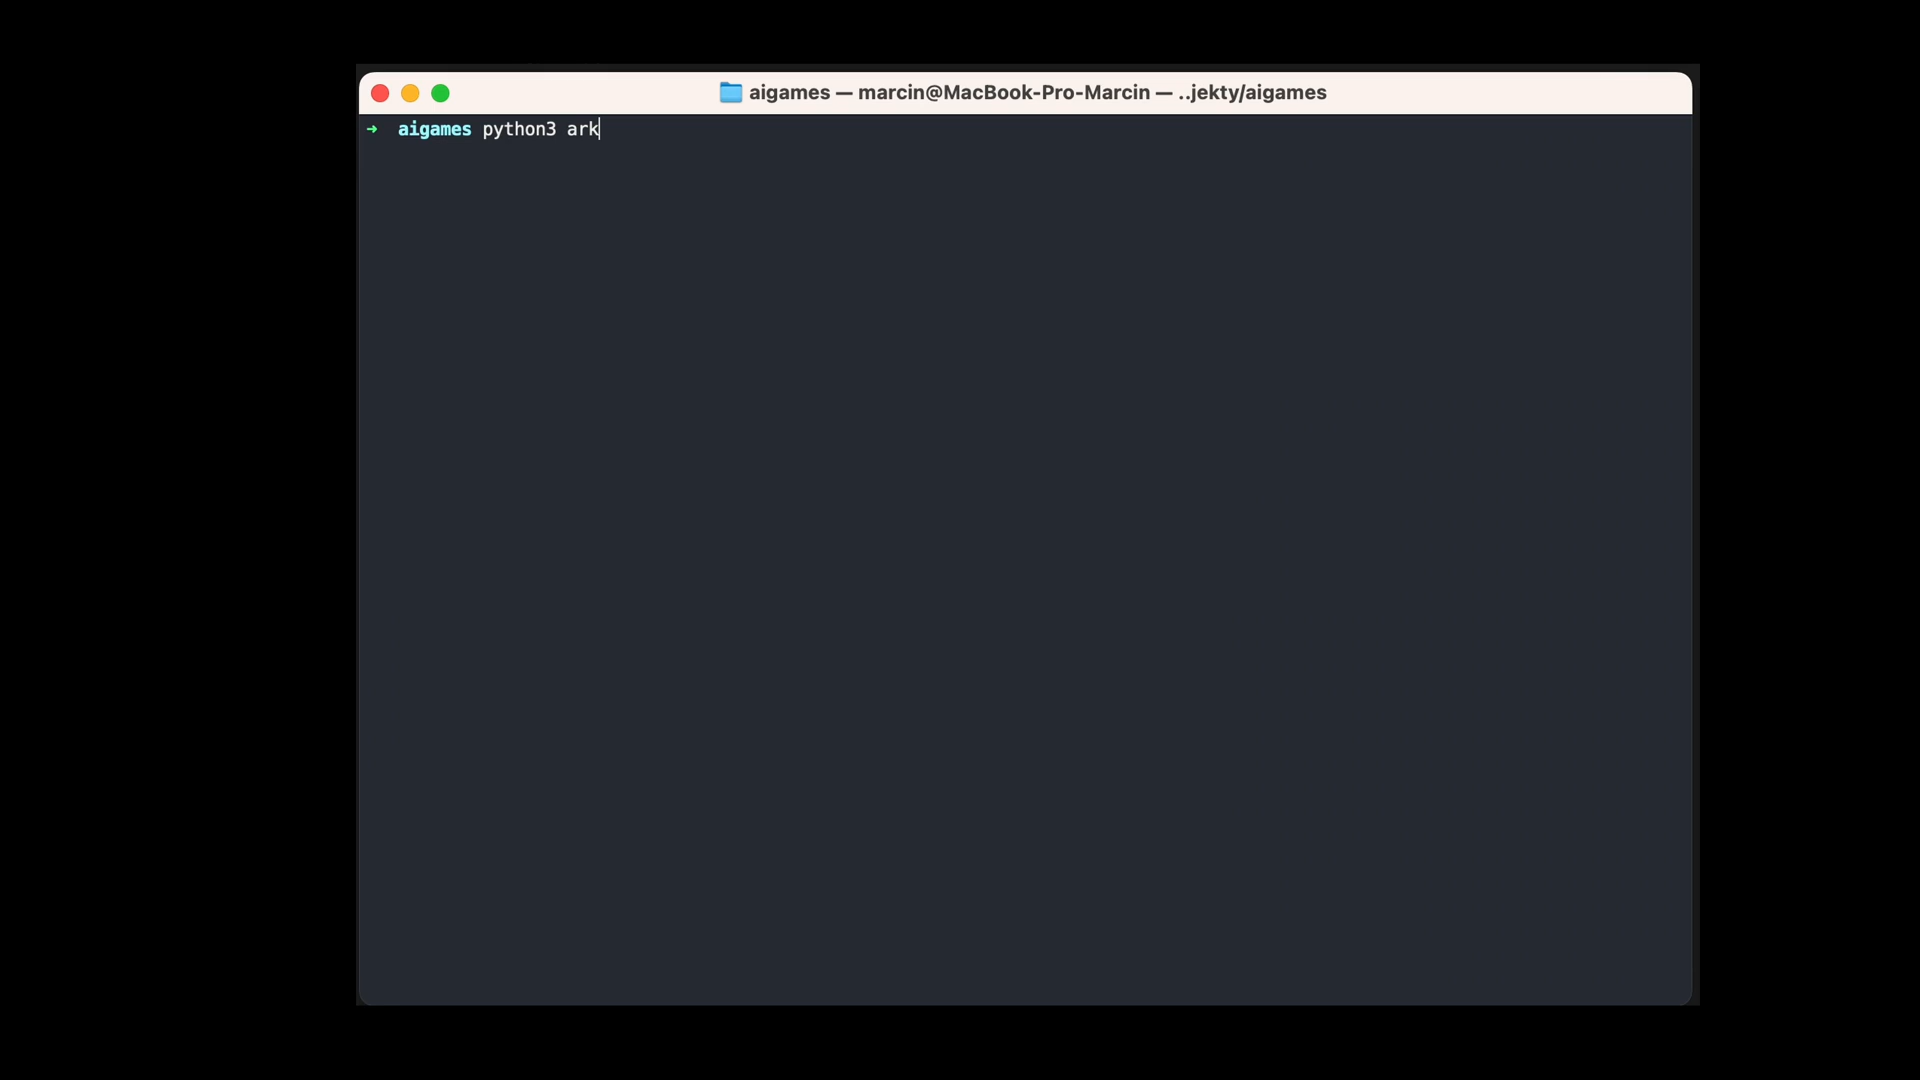 aigames — marcin@MacBook-Pro-Marcin — ..jekty/aigames
➜ aigames python3 ark